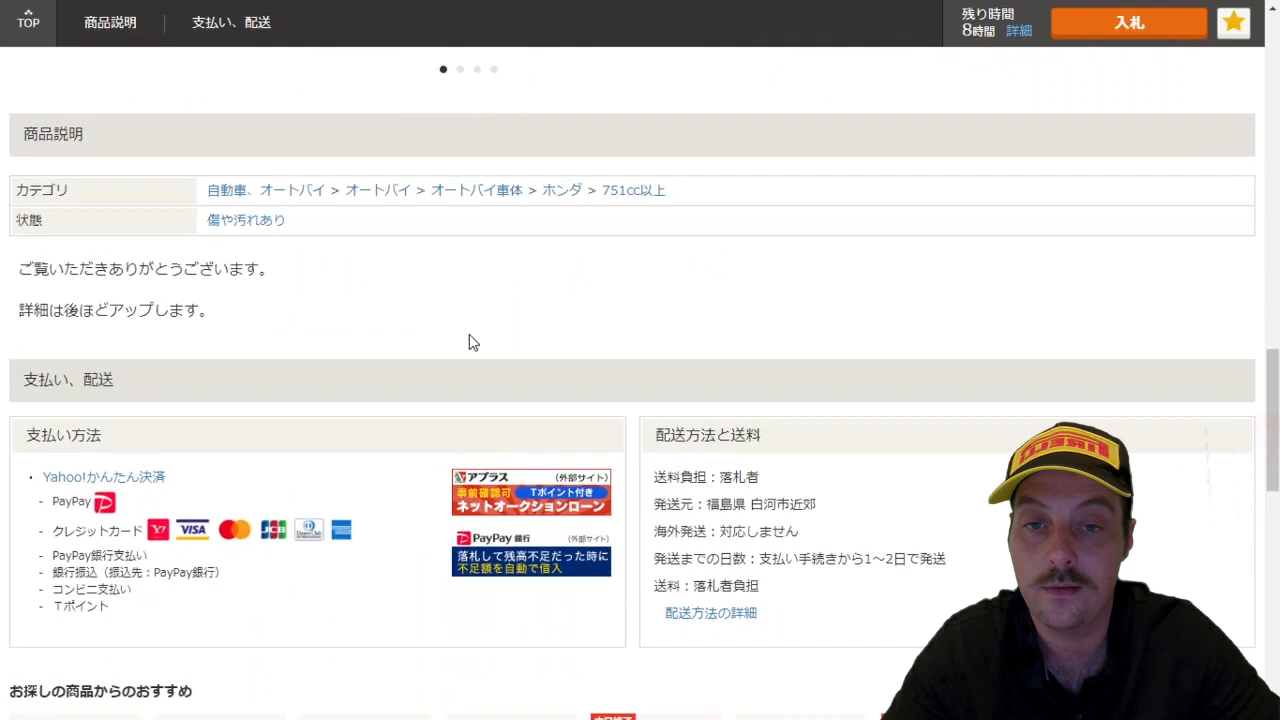 TOP 商品説明 支払い、配送
残り時間
8時間 詳細
入札
商品説明
カテゴリ 自動車、オートバイ > オートバイ > オートバイ車体 > ホンダ > 751cc以上
状態 傷や汚れあり
ご覧いただきありがとうございます。
詳細は後ほどアップします。
支払い、配送
支払い方法
・ Yahoo!かんたん決済
- PayPay
- クレジットカード Y! VISA JCB
- PayPay銀行支払い
- 銀行振込（振込先：PayPay銀行）
- コンビニ支払い
- Tポイント
アプラス (外部サイト)
事前確認可 Tポイント付き
ネットオークションローン
PayPay 銀行 (外部サイト)
落札して残高不足だった時に
不足額を自動で借入
配送方法と送料
送料負担：落札者
発送元：福島県 白河市近郊
海外発送：対応しません
発送までの日数：支払い手続きから1～2日で発送
送料：落札者負担
配送方法の詳細
PIRELLI
お探しの商品からのおすすめ